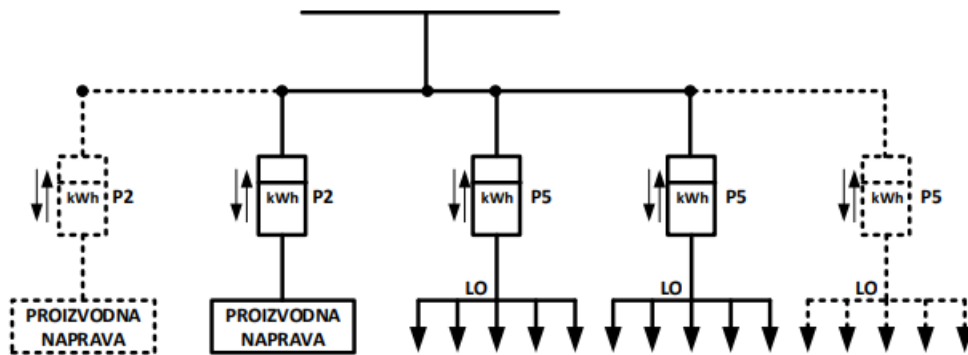 kWh P2
kWh P2
kWh P5
kWh P5
kWh P5
LO
LO
LO
PROIZVODNA
NAPRAVA
PROIZVODNA
NAPRAVA